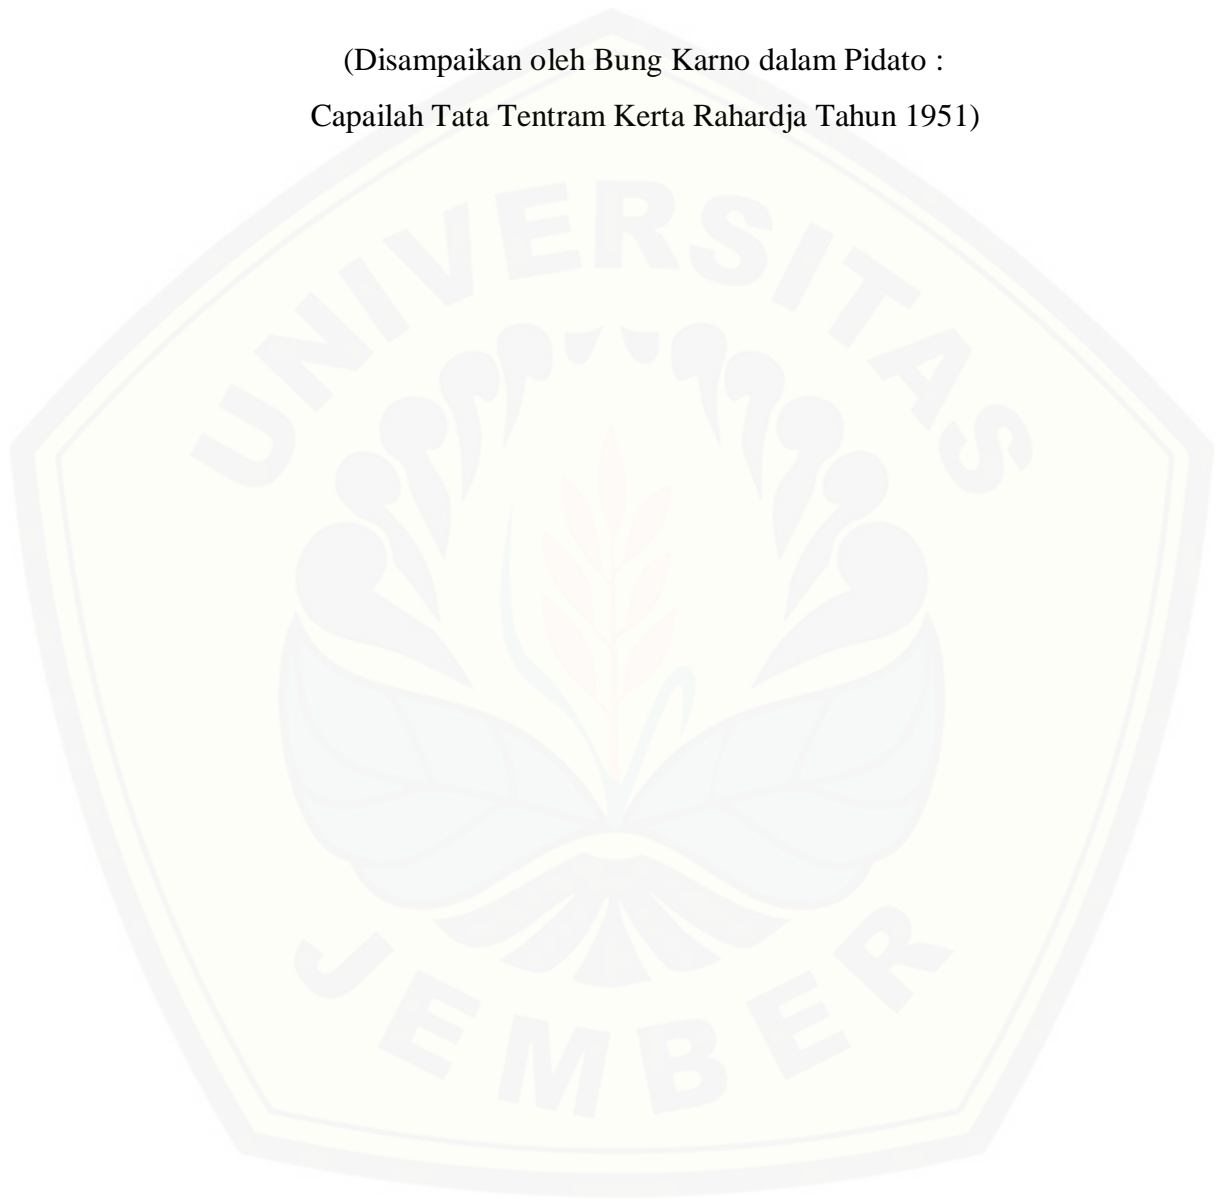 (Disampaikan oleh Bung Karno dalam Pidato :
Capailah Tata Tentram Kerta Rahardja Tahun 1951)
UNIVERSITAS
JEMBER